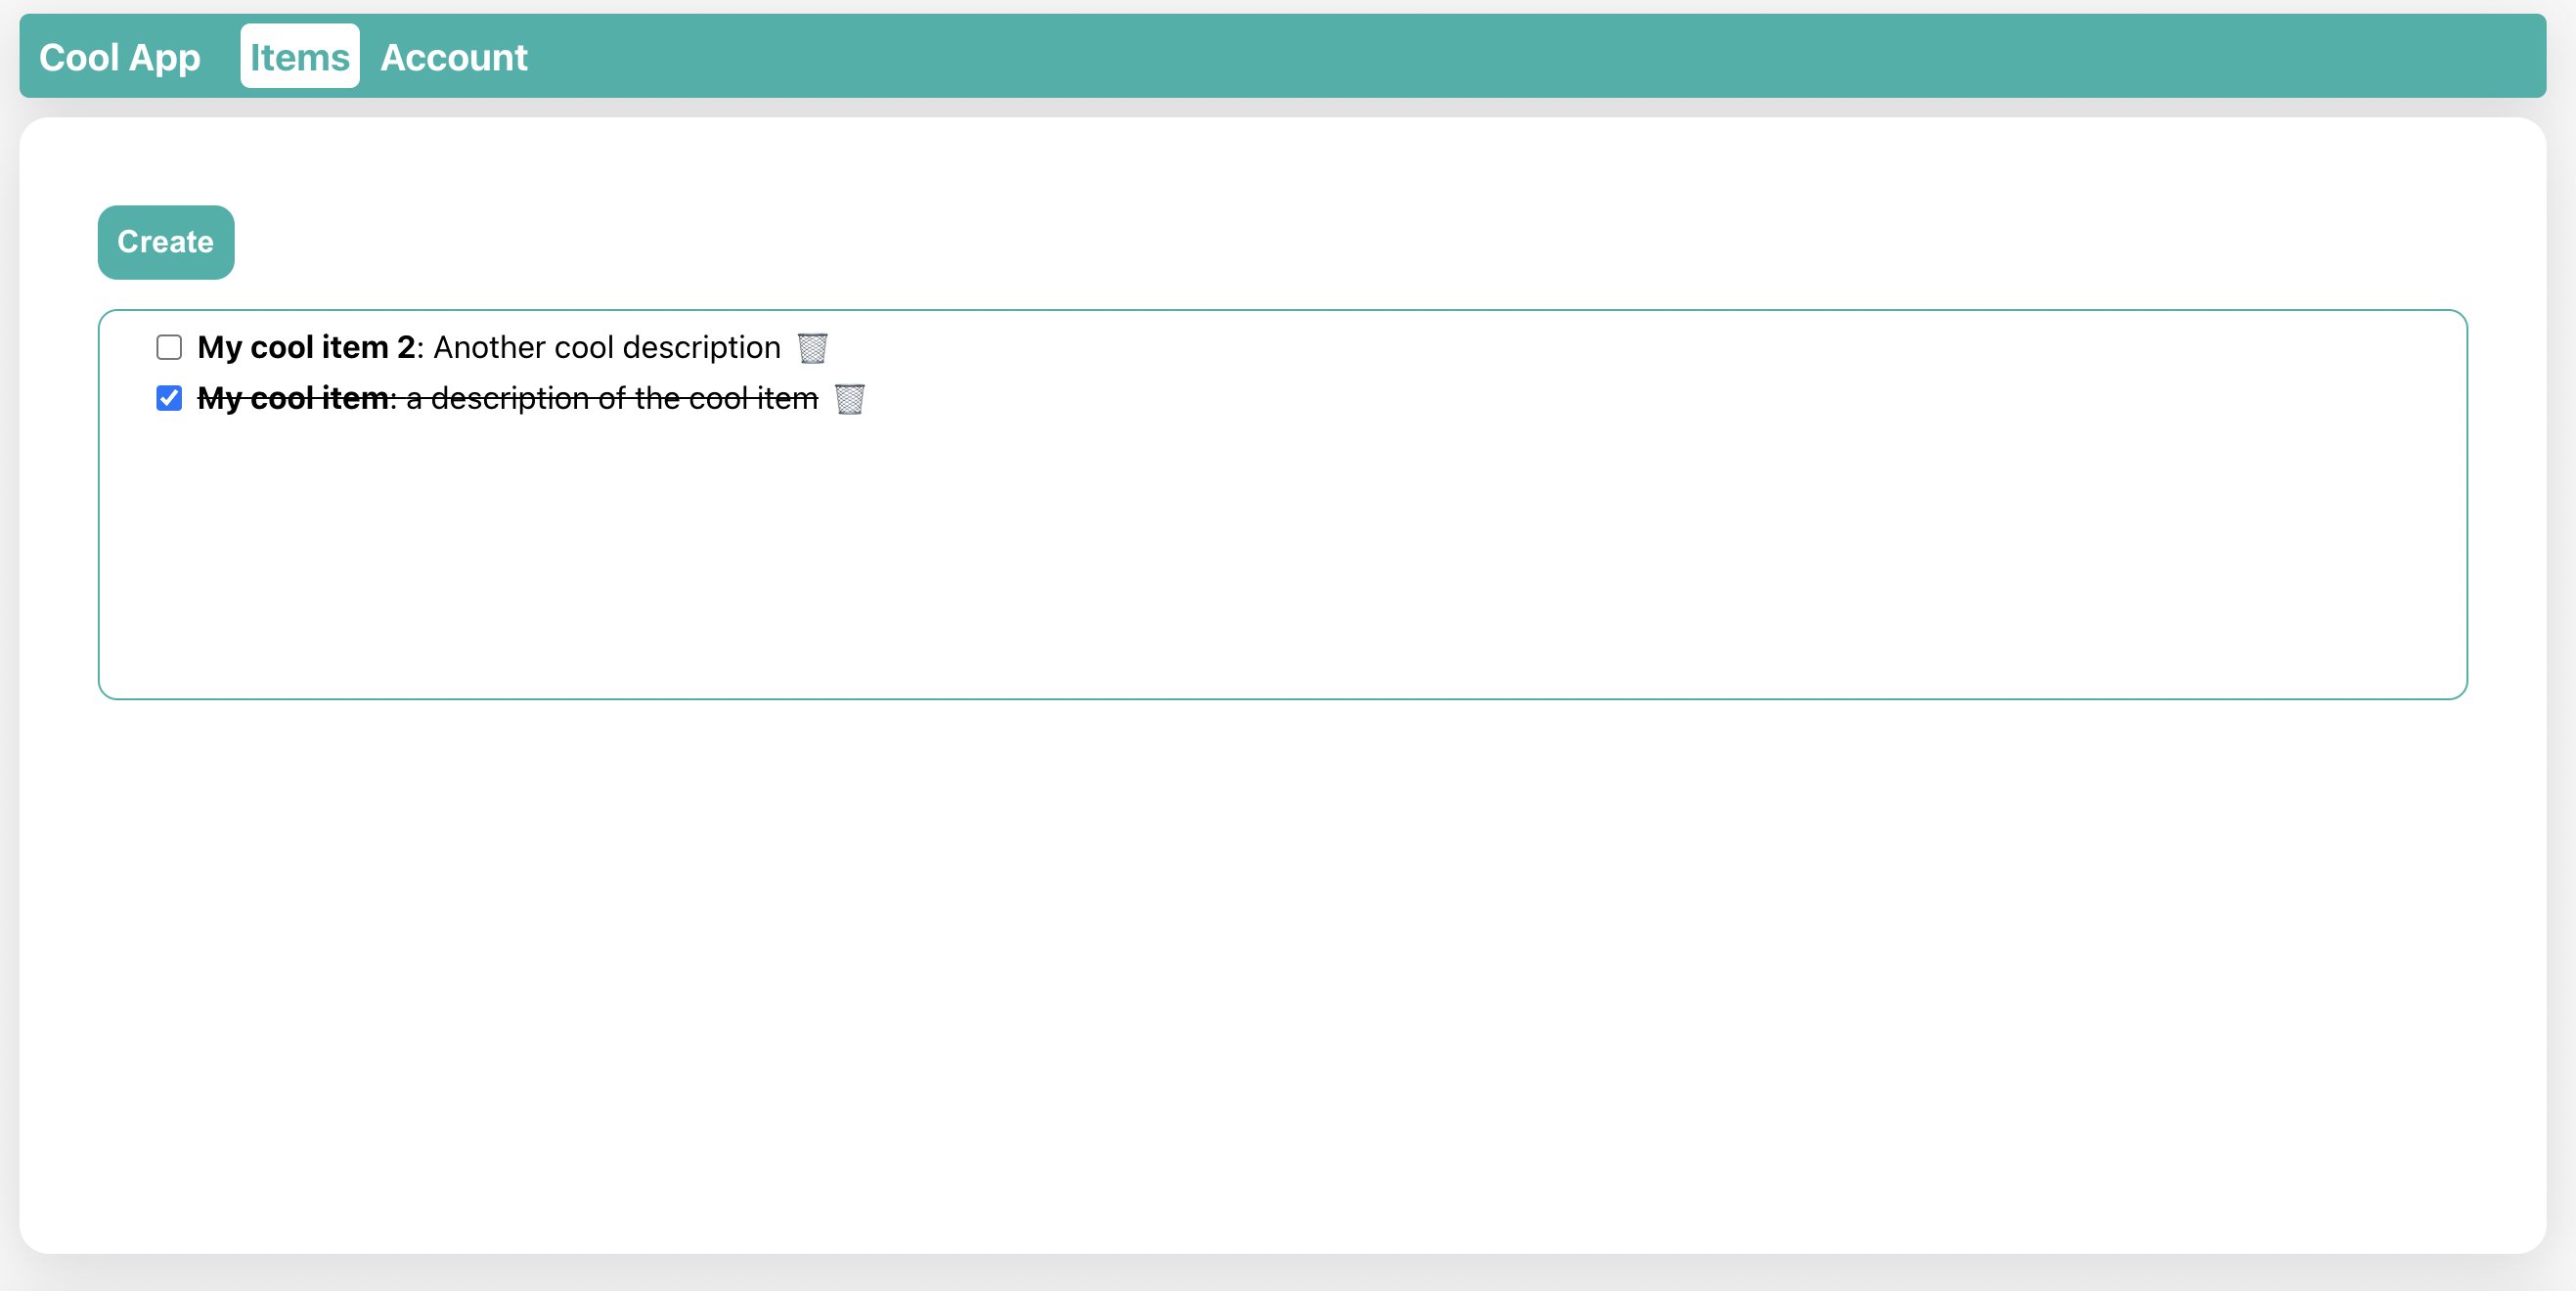 Cool App Items Account
Create
My cool item 2: Another cool description
My cool item: a description of the cool item